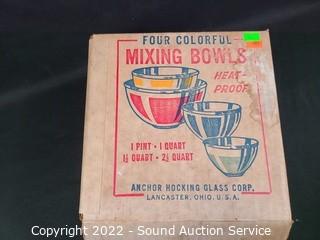 FOUR COLORFUL
MIXING BOWLS
HEAT-
PROOF
1 PINT • 1 QUART
1½ QUART • 2½ QUART
ANCHOR HOCKING GLASS CORP.
LANCASTER, OHIO, U.S.A.
Copyright 2022 - Sound Auction Service